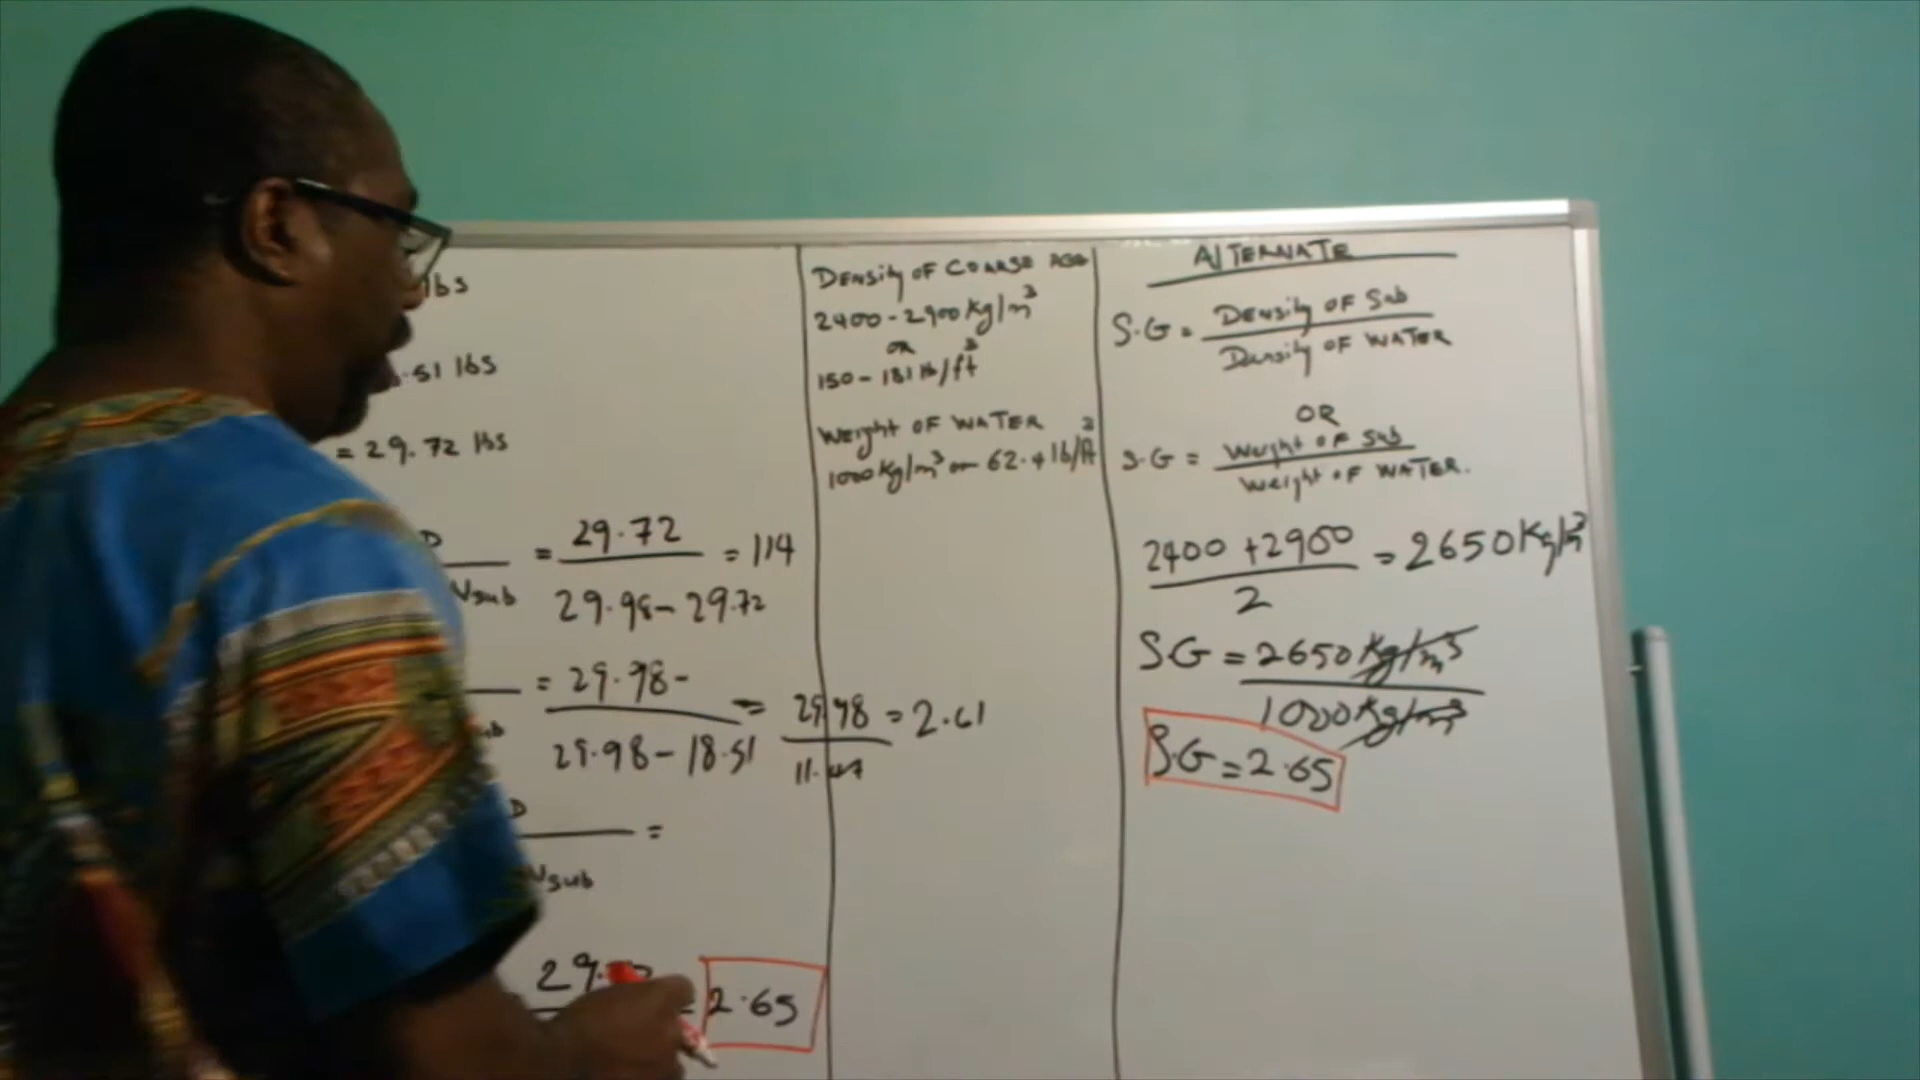 lbs
.51 lbs
= 29.72 lbs
D
Vsub
= 29.72 = 114
29.98 - 29.72
= 29.98 - = 29.98 = 2.61
29.98 - 18.51 11.47
D
=
Vsub
29.
= 2.65
DENSITY OF COARSE AGG
2400 - 2900 Kg/m³
OR
150 - 181 lb/ft³
WEIGHT OF WATER
1000 Kg/m³ or 62.4 lb/ft³
ALTERNATE
S.G = Density OF Sub
Density OF WATER
OR
S.G = Weight OF Sub
Weight OF WATER.
2400 + 2900 = 2650 Kg/m³
2
SG = 2650 Kg/m³
1000 Kg/m³
S.G = 2.65